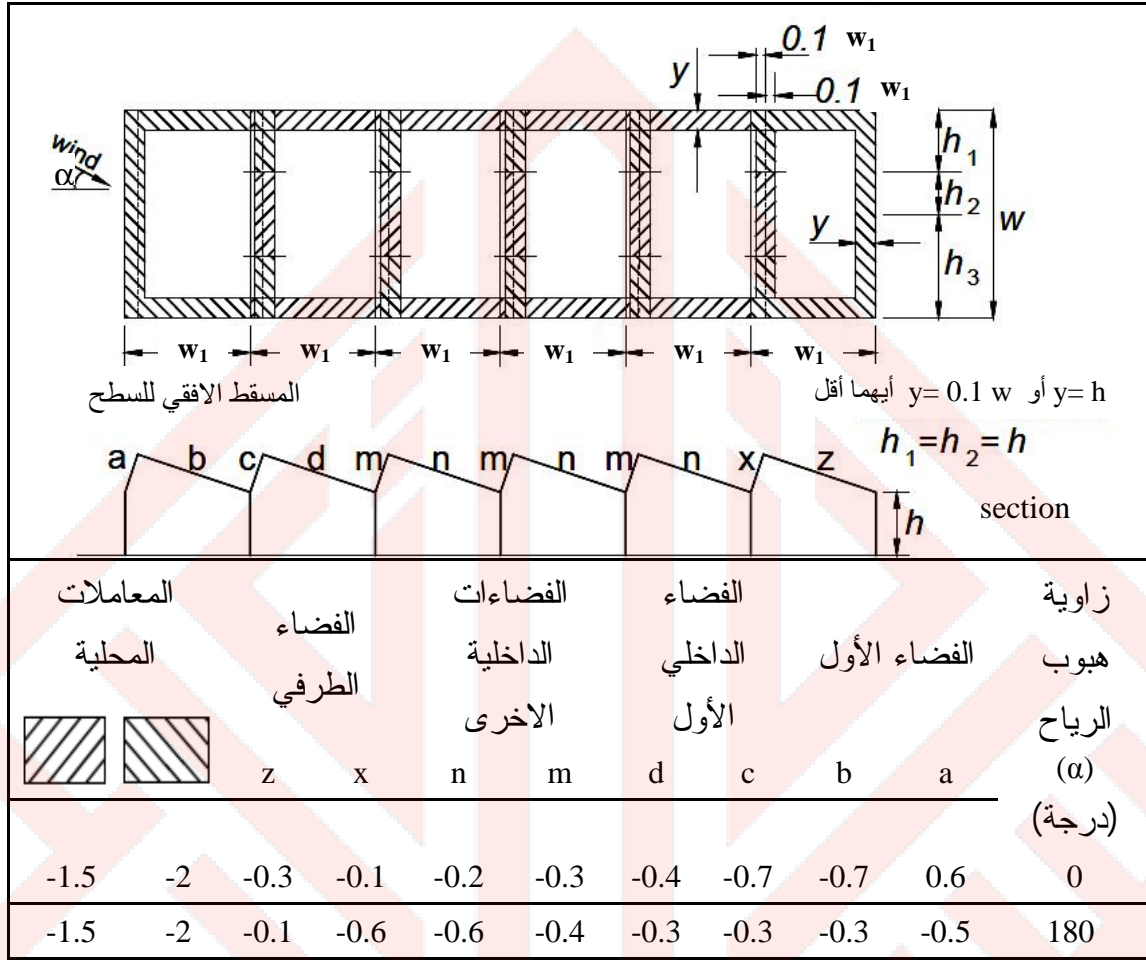 0.1 w₁
y
0.1 w₁
wind
α
h₁
h₂
w
y
h₃
w₁ w₁ w₁ w₁ w₁ w₁
المسقط الافقي للسطح
y= h أو y= 0.1 w أيهما أقل
h₁=h₂=h
a b c d m n m n m n x z
h
section
زاوية هبوب الرياح (α) (درجة)
الفضاء الأول
الفضاء الداخلي الأول
الفضاءات الداخلية الاخرى
الفضاء الطرفي
المعاملات المحلية
z x n m d c b a
-1.5 -2 -0.3 -0.1 -0.2 -0.3 -0.4 -0.7 -0.7 0.6 0
-1.5 -2 -0.1 -0.6 -0.6 -0.4 -0.3 -0.3 -0.3 -0.5 180